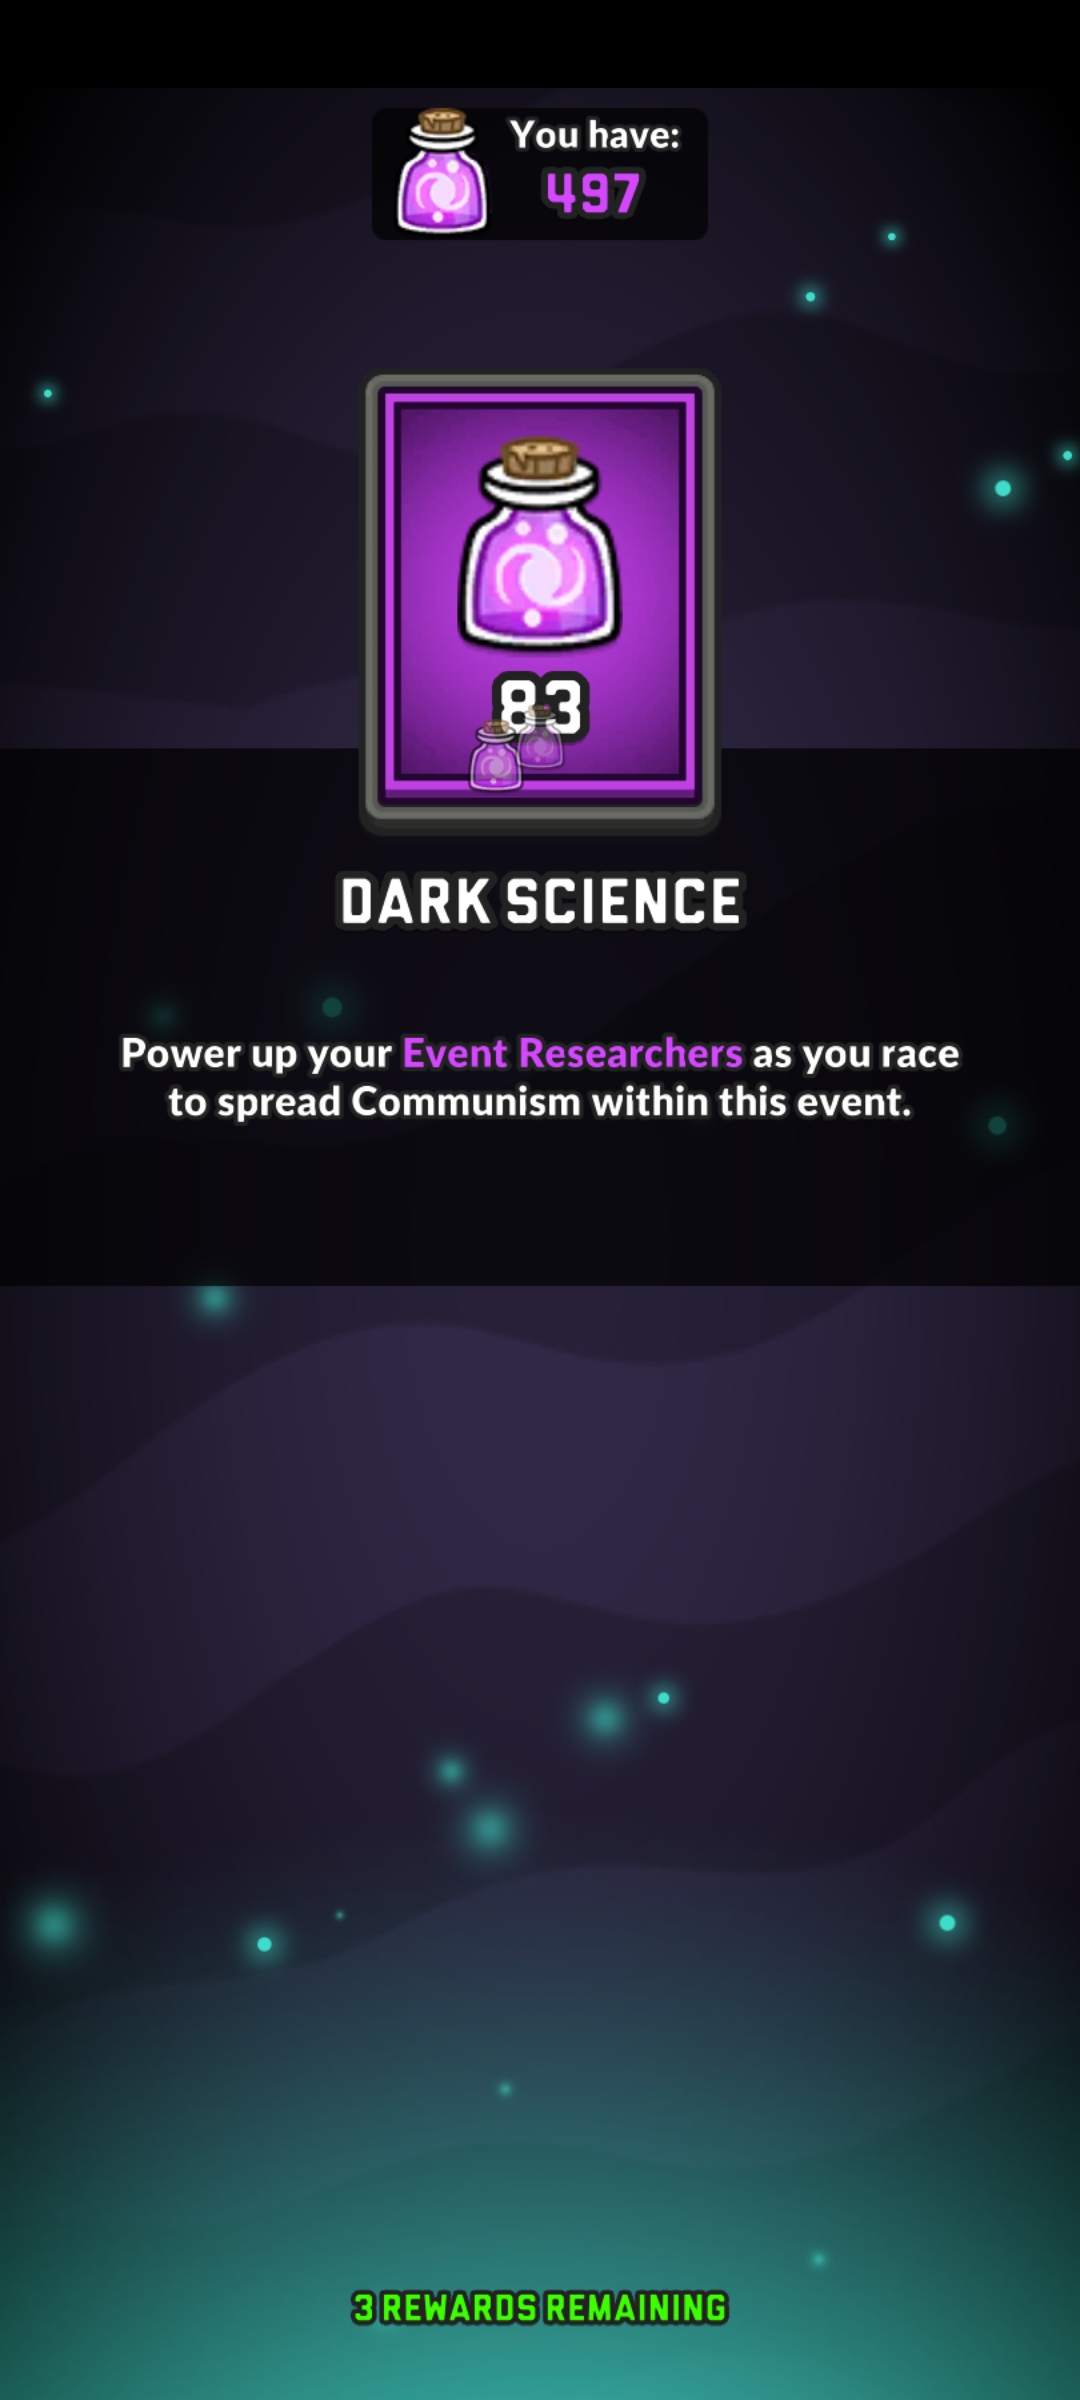 You have:
497
83
DARK SCIENCE
Power up your Event Researchers as you race
to spread Communism within this event.
3 REWARDS REMAINING